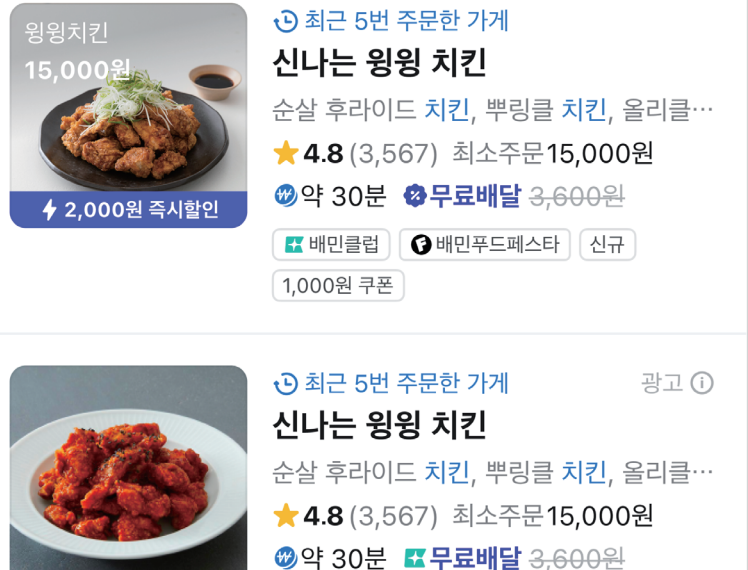 윙윙치킨
15,000원
2,000원 즉시할인
최근 5번 주문한 가게
신나는 윙윙 치킨
순살 후라이드 치킨, 뿌링클 치킨, 올리클…
4.8(3,567) 최소주문 15,000원
약 30분 무료배달 3,600원
배민클럽 배민푸드페스타 신규
1,000원 쿠폰
최근 5번 주문한 가게 광고
신나는 윙윙 치킨
순살 후라이드 치킨, 뿌링클 치킨, 올리클…
4.8(3,567) 최소주문 15,000원
약 30분 무료배달 3,600원